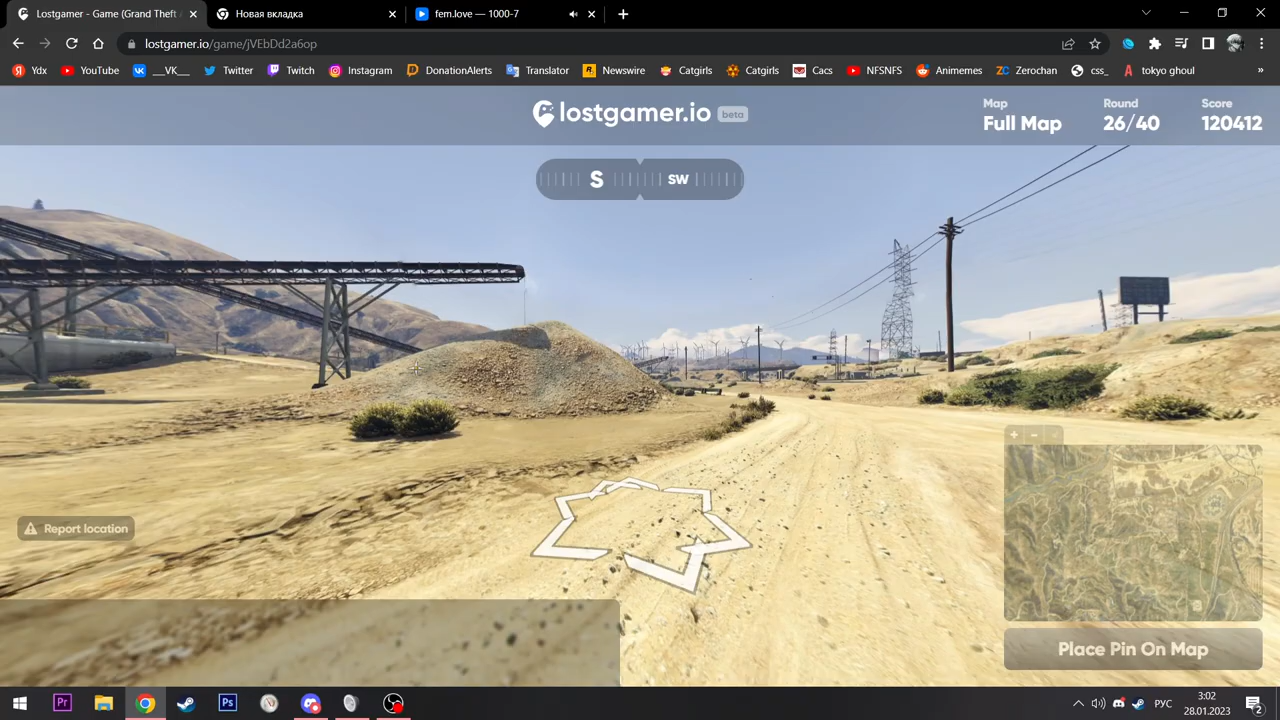 Lostgamer - Game (Grand Theft A
Новая вкладка
fem.love — 1000-7
lostgamer.io/game/jVEbDd2a6op
Ydx
YouTube
__VK__
Twitter
Twitch
Instagram
DonationAlerts
Translator
Newswire
Catgirls
Catgirls
Cacs
NFSNFS
Animemes
Zerochan
css_
tokyo ghoul
»
lostgamer.io beta
Map
Full Map
Round
26/40
Score
120412
S
SW
Report location
Place Pin On Map
РУС
3:02
28.01.2023
2